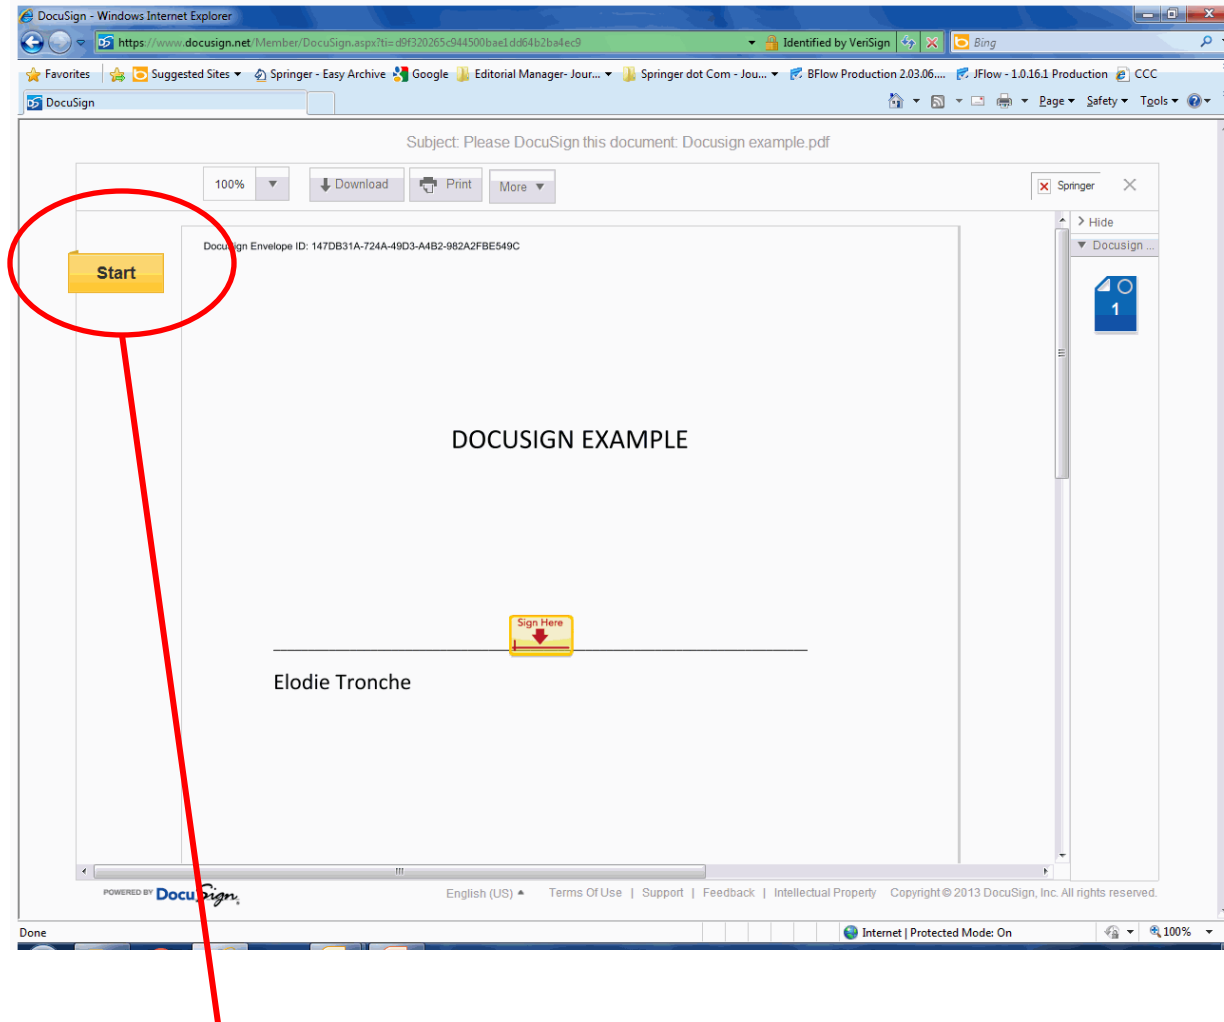 DocuSign - Windows Internet Explorer
https://www.docusign.net/Member/DocuSign.aspx?ti=d9f320265c944500bae1dd64b2ba4ec9 Identified by VeriSign Bing
Favorites Suggested Sites Springer - Easy Archive Google Editorial Manager- Jour... Springer dot Com - Jou... BFlow Production 2.03.06.... JFlow - 1.0.16.1 Production CCC
DocuSign Page Safety Tools
Subject: Please DocuSign this document: Docusign example.pdf
100% Download Print More Springer
Hide
DocuSign Envelope ID: 147DB31A-724A-49D3-A4B2-982A2FBE549C Docusign ...
Start
1
DOCUSIGN EXAMPLE
Sign Here
Elodie Tronche
POWERED BY DocuSign English (US) Terms Of Use | Support | Feedback | Intellectual Property Copyright © 2013 DocuSign, Inc. All rights reserved.
Done Internet | Protected Mode: On 100%